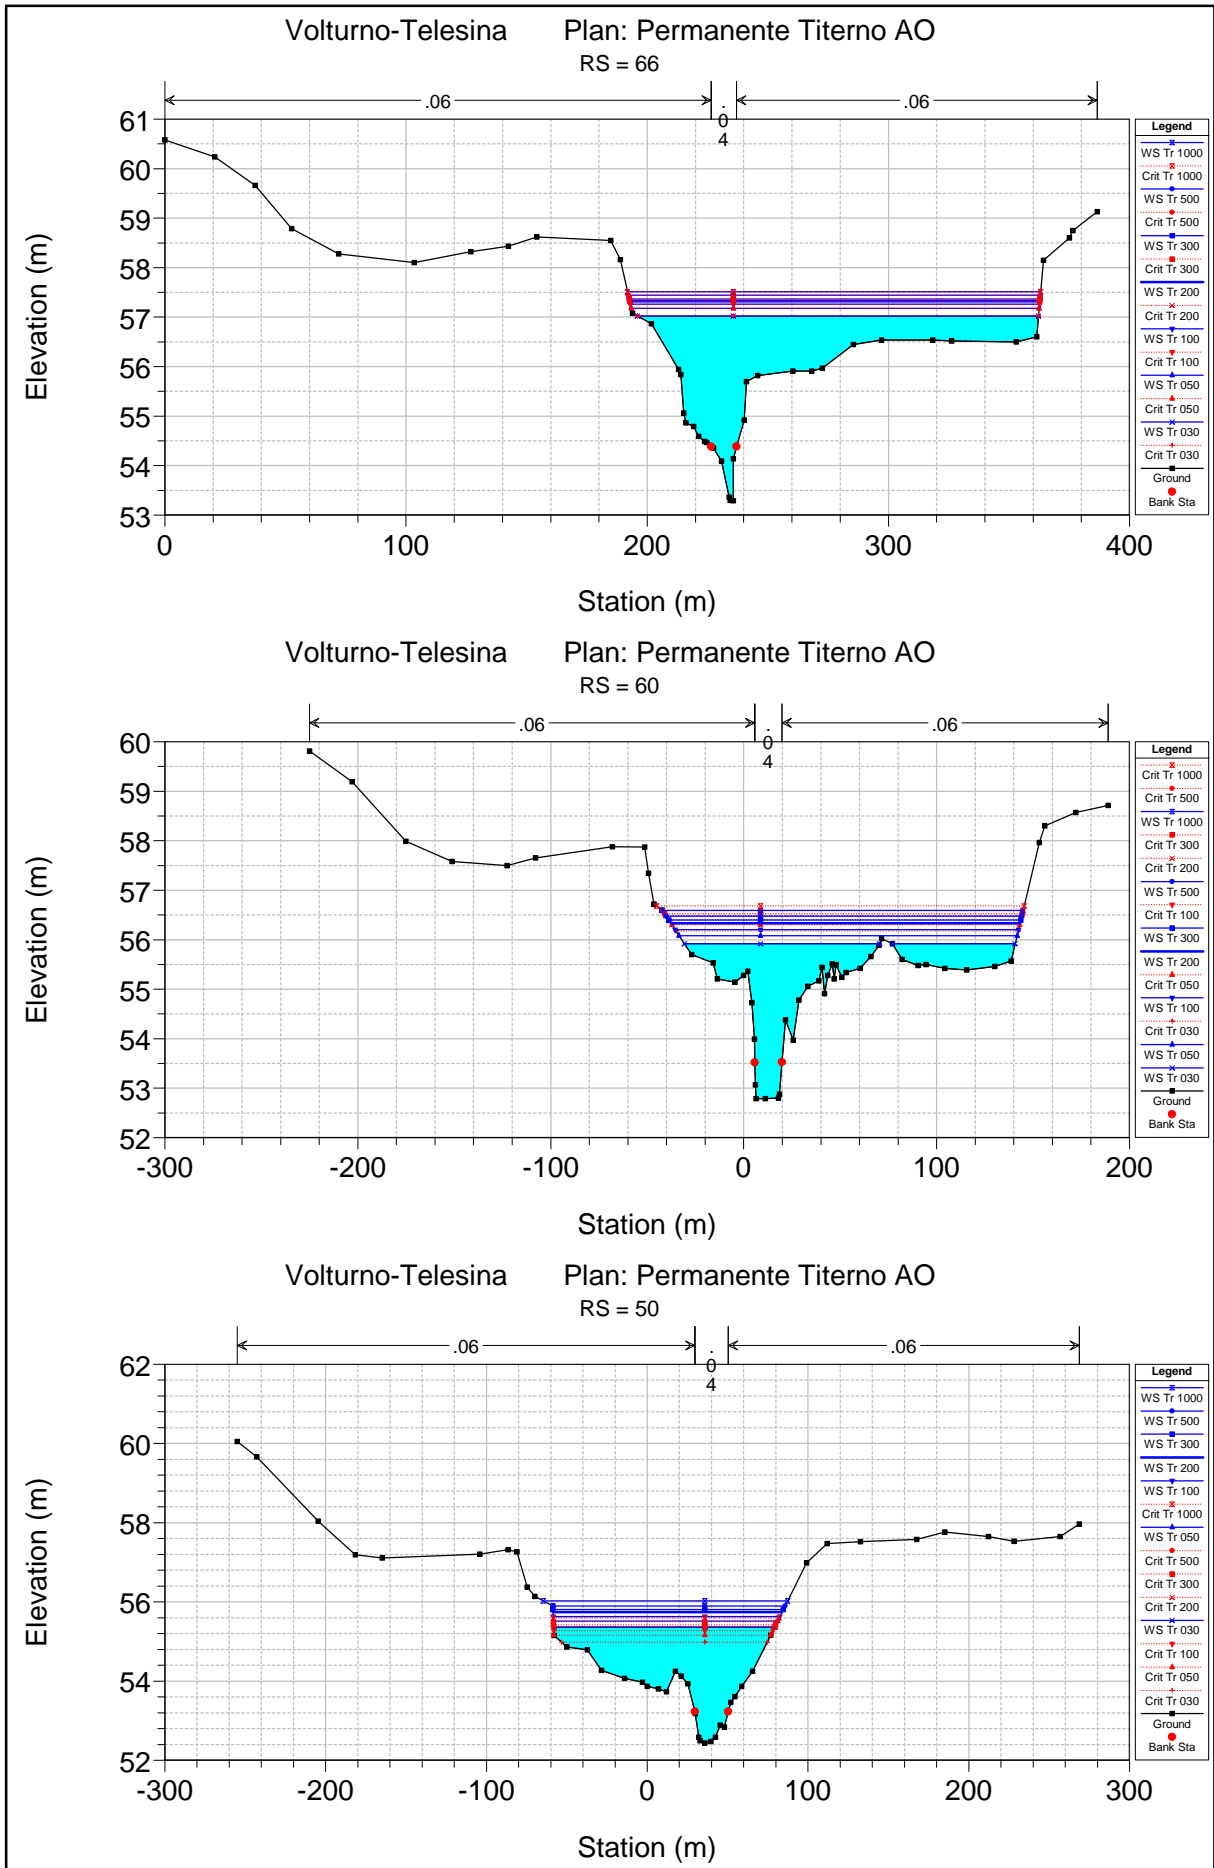 Volturno-Telesina Plan: Permanente Titerno AO
RS = 66
.06 .04 .06
61
60
59
58
57
56
55
54
53
0 100 200 300 400
Elevation (m)
Station (m)
Legend
WS Tr 1000
Crit Tr 1000
WS Tr 500
Crit Tr 500
WS Tr 300
Crit Tr 300
WS Tr 200
Crit Tr 200
WS Tr 100
Crit Tr 100
WS Tr 050
Crit Tr 050
WS Tr 030
Crit Tr 030
Ground
Bank Sta
Volturno-Telesina Plan: Permanente Titerno AO
RS = 60
.06 .04 .06
60
59
58
57
56
55
54
53
52
-300 -200 -100 0 100 200
Elevation (m)
Station (m)
Legend
Crit Tr 1000
Crit Tr 500
WS Tr 1000
Crit Tr 300
Crit Tr 200
WS Tr 500
Crit Tr 100
WS Tr 300
WS Tr 200
Crit Tr 050
WS Tr 100
Crit Tr 030
WS Tr 050
WS Tr 030
Ground
Bank Sta
Volturno-Telesina Plan: Permanente Titerno AO
RS = 50
.06 .04 .06
62
60
58
56
54
52
-300 -200 -100 0 100 200 300
Elevation (m)
Station (m)
Legend
WS Tr 1000
WS Tr 500
WS Tr 300
WS Tr 200
WS Tr 100
Crit Tr 1000
WS Tr 050
Crit Tr 500
Crit Tr 300
Crit Tr 200
WS Tr 030
Crit Tr 100
Crit Tr 050
Crit Tr 030
Ground
Bank Sta